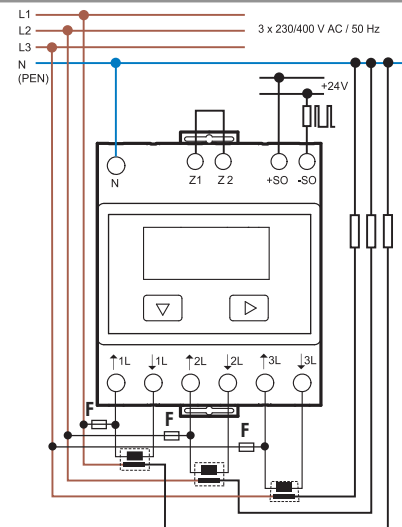 L1
L2
3 x 230/400 V AC / 50 Hz
L3
N
(PEN)
+24V
N
Z1
Z2
+SO
-SO
1L
1L
2L
2L
3L
3L
F
F
F